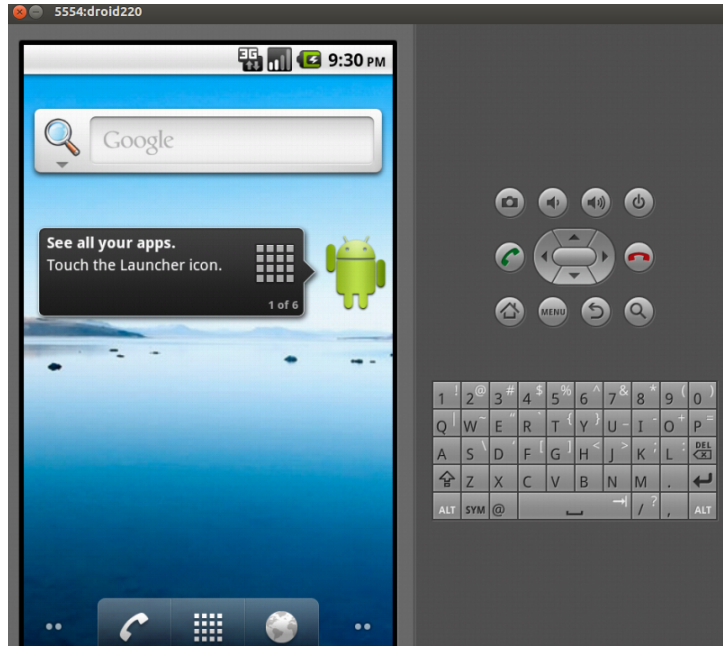 5554:droid220
3G 9:30 PM
Google
See all your apps.
Touch the Launcher icon.
1 of 6
MENU
1 ! 2 @ 3 # 4 $ 5 % 6 ^ 7 & 8 * 9 ( 0 )
Q | W ~ E " R ` T { Y } U _ I - O + P =
A S \ D ' F [ G ] H < J > K ; L : DEL
Z X C V B N M .
ALT SYM @ / ? , ALT